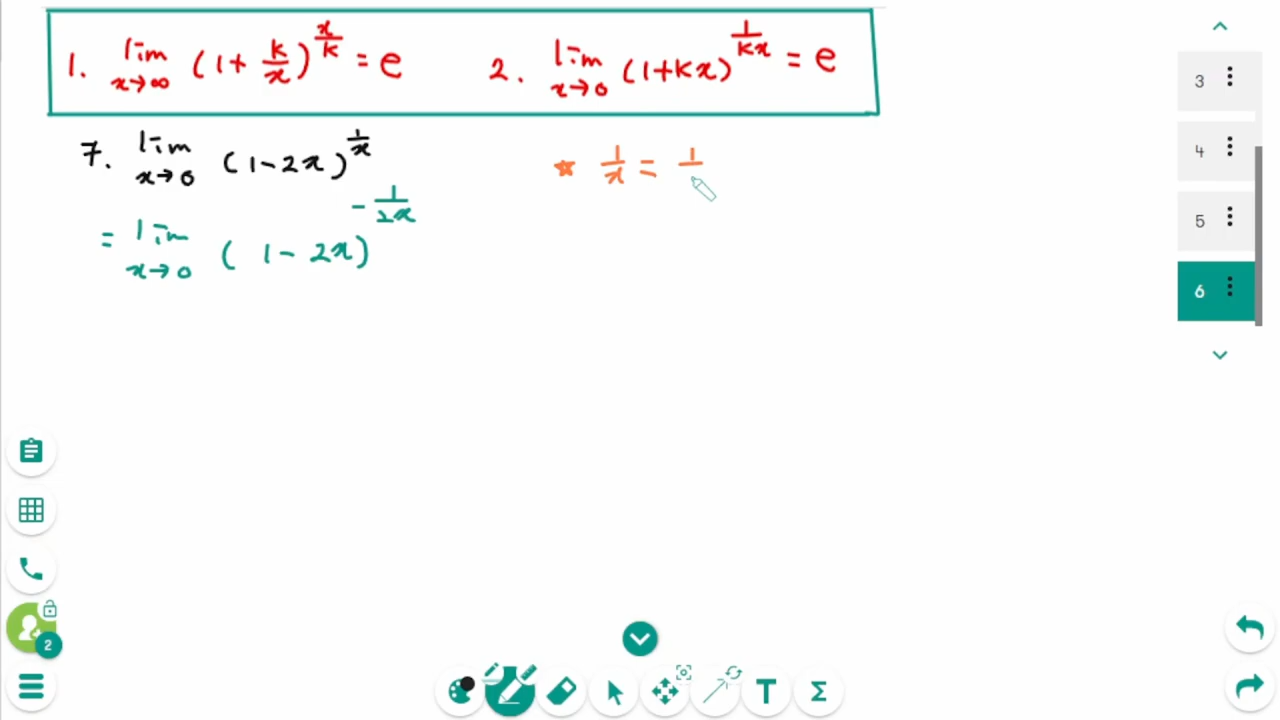 1. lim x→∞ (1 + k/x)^(x/k) = e
2. lim x→0 (1+kx)^(1/kx) = e
7. lim x→0 (1-2x)^(1/x)
* 1/x = 1/
= lim x→0 (1-2x)^(-1/2x)
3
4
5
6
2
T
Σ